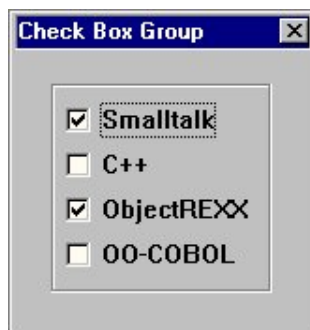 Check Box Group
Smalltalk
C++
ObjectREXX
OO-COBOL